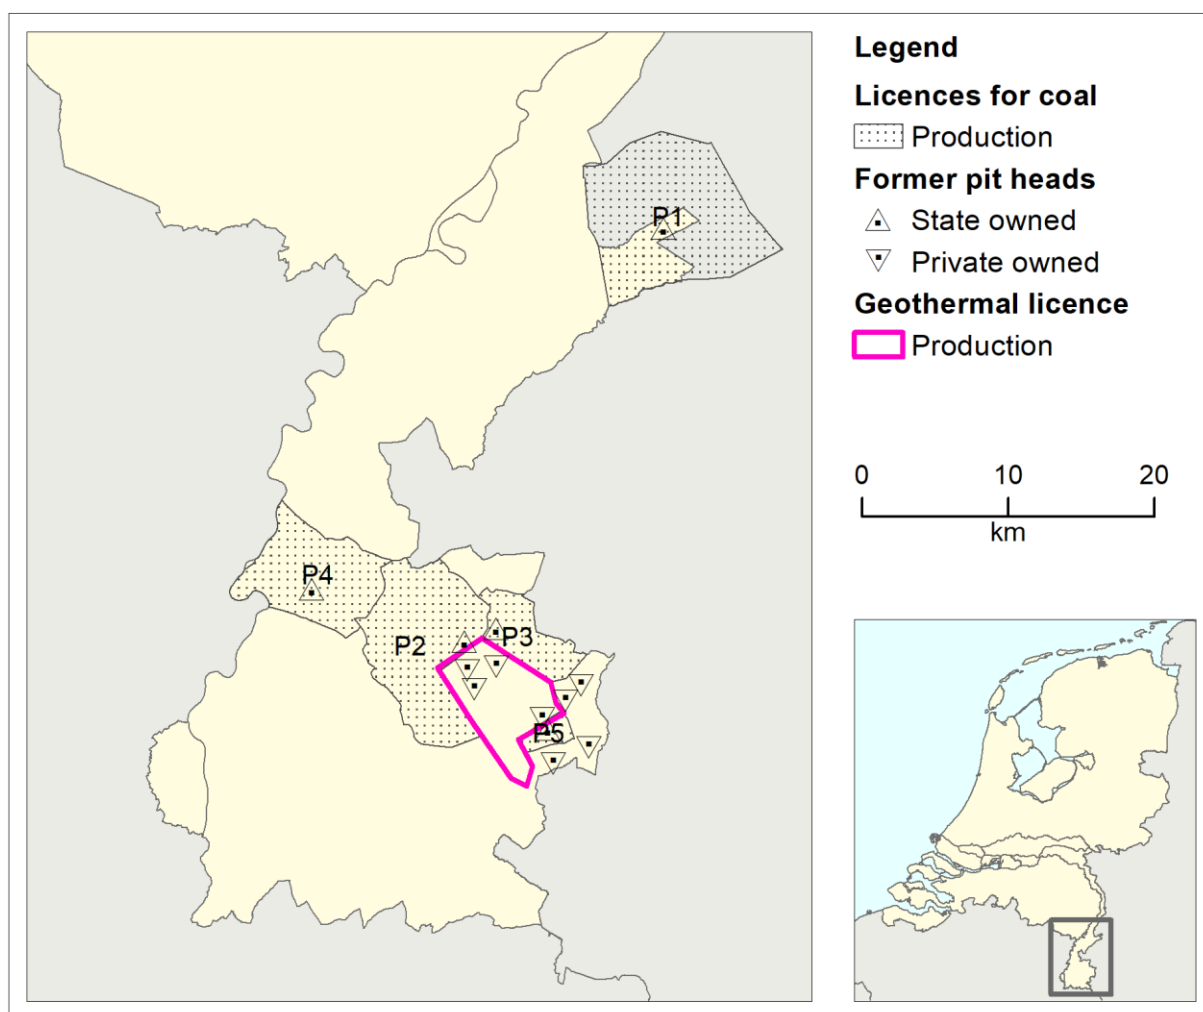 P1
P4
P2
P3
P5
Legend
Licences for coal
Production
Former pit heads
State owned
Private owned
Geothermal licence
Production
0 10 20
km